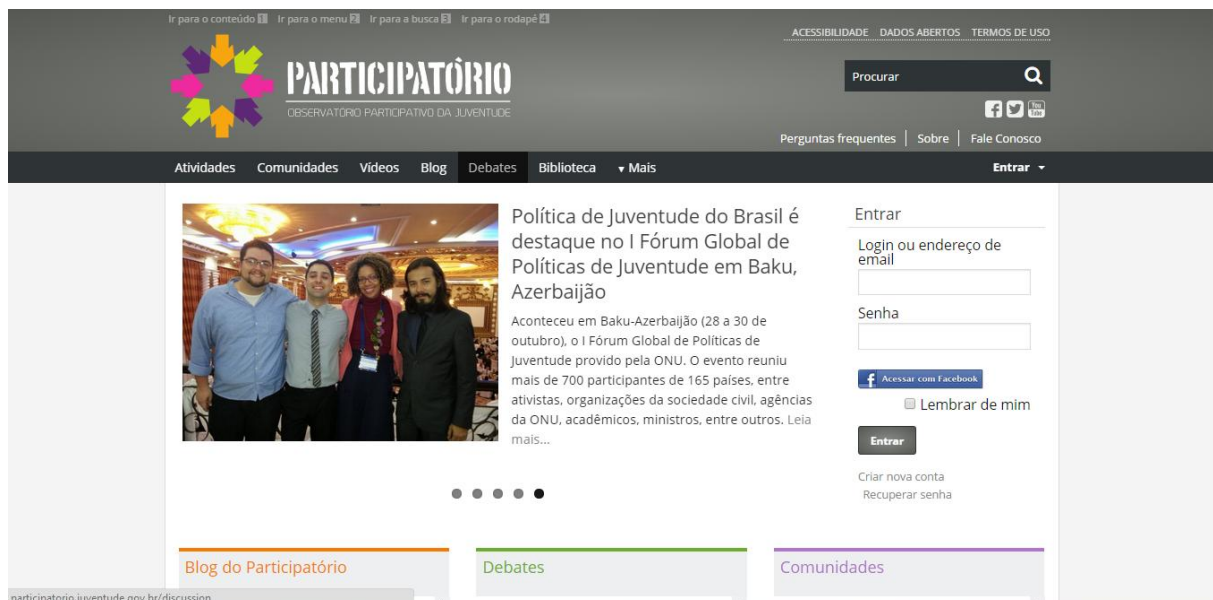 Ir para o conteúdo 1 Ir para o menu 2 Ir para a busca 3 Ir para o rodapé 4
ACESSIBILIDADE DADOS ABERTOS TERMOS DE USO
PARTICIPATÓRIO
OBSERVATÓRIO PARTICIPATIVO DA JUVENTUDE
Procurar
f You Tube
Perguntas frequentes | Sobre | Fale Conosco
Atividades Comunidades Vídeos Blog Debates Biblioteca ▾ Mais Entrar
Política de Juventude do Brasil é
destaque no I Fórum Global de
Políticas de Juventude em Baku,
Azerbaijão
Aconteceu em Baku-Azerbaijão (28 a 30 de
outubro), o I Fórum Global de Políticas de
Juventude provido pela ONU. O evento reuniu
mais de 700 participantes de 165 países, entre
ativistas, organizações da sociedade civil, agências
da ONU, acadêmicos, ministros, entre outros. Leia
mais...
Entrar
Login ou endereço de
email
Senha
f Acessar com Facebook
Lembrar de mim
Entrar
Criar nova conta
Recuperar senha
Blog do Participatório
Debates
Comunidades
participatorio.juventude.gov.br/discussion